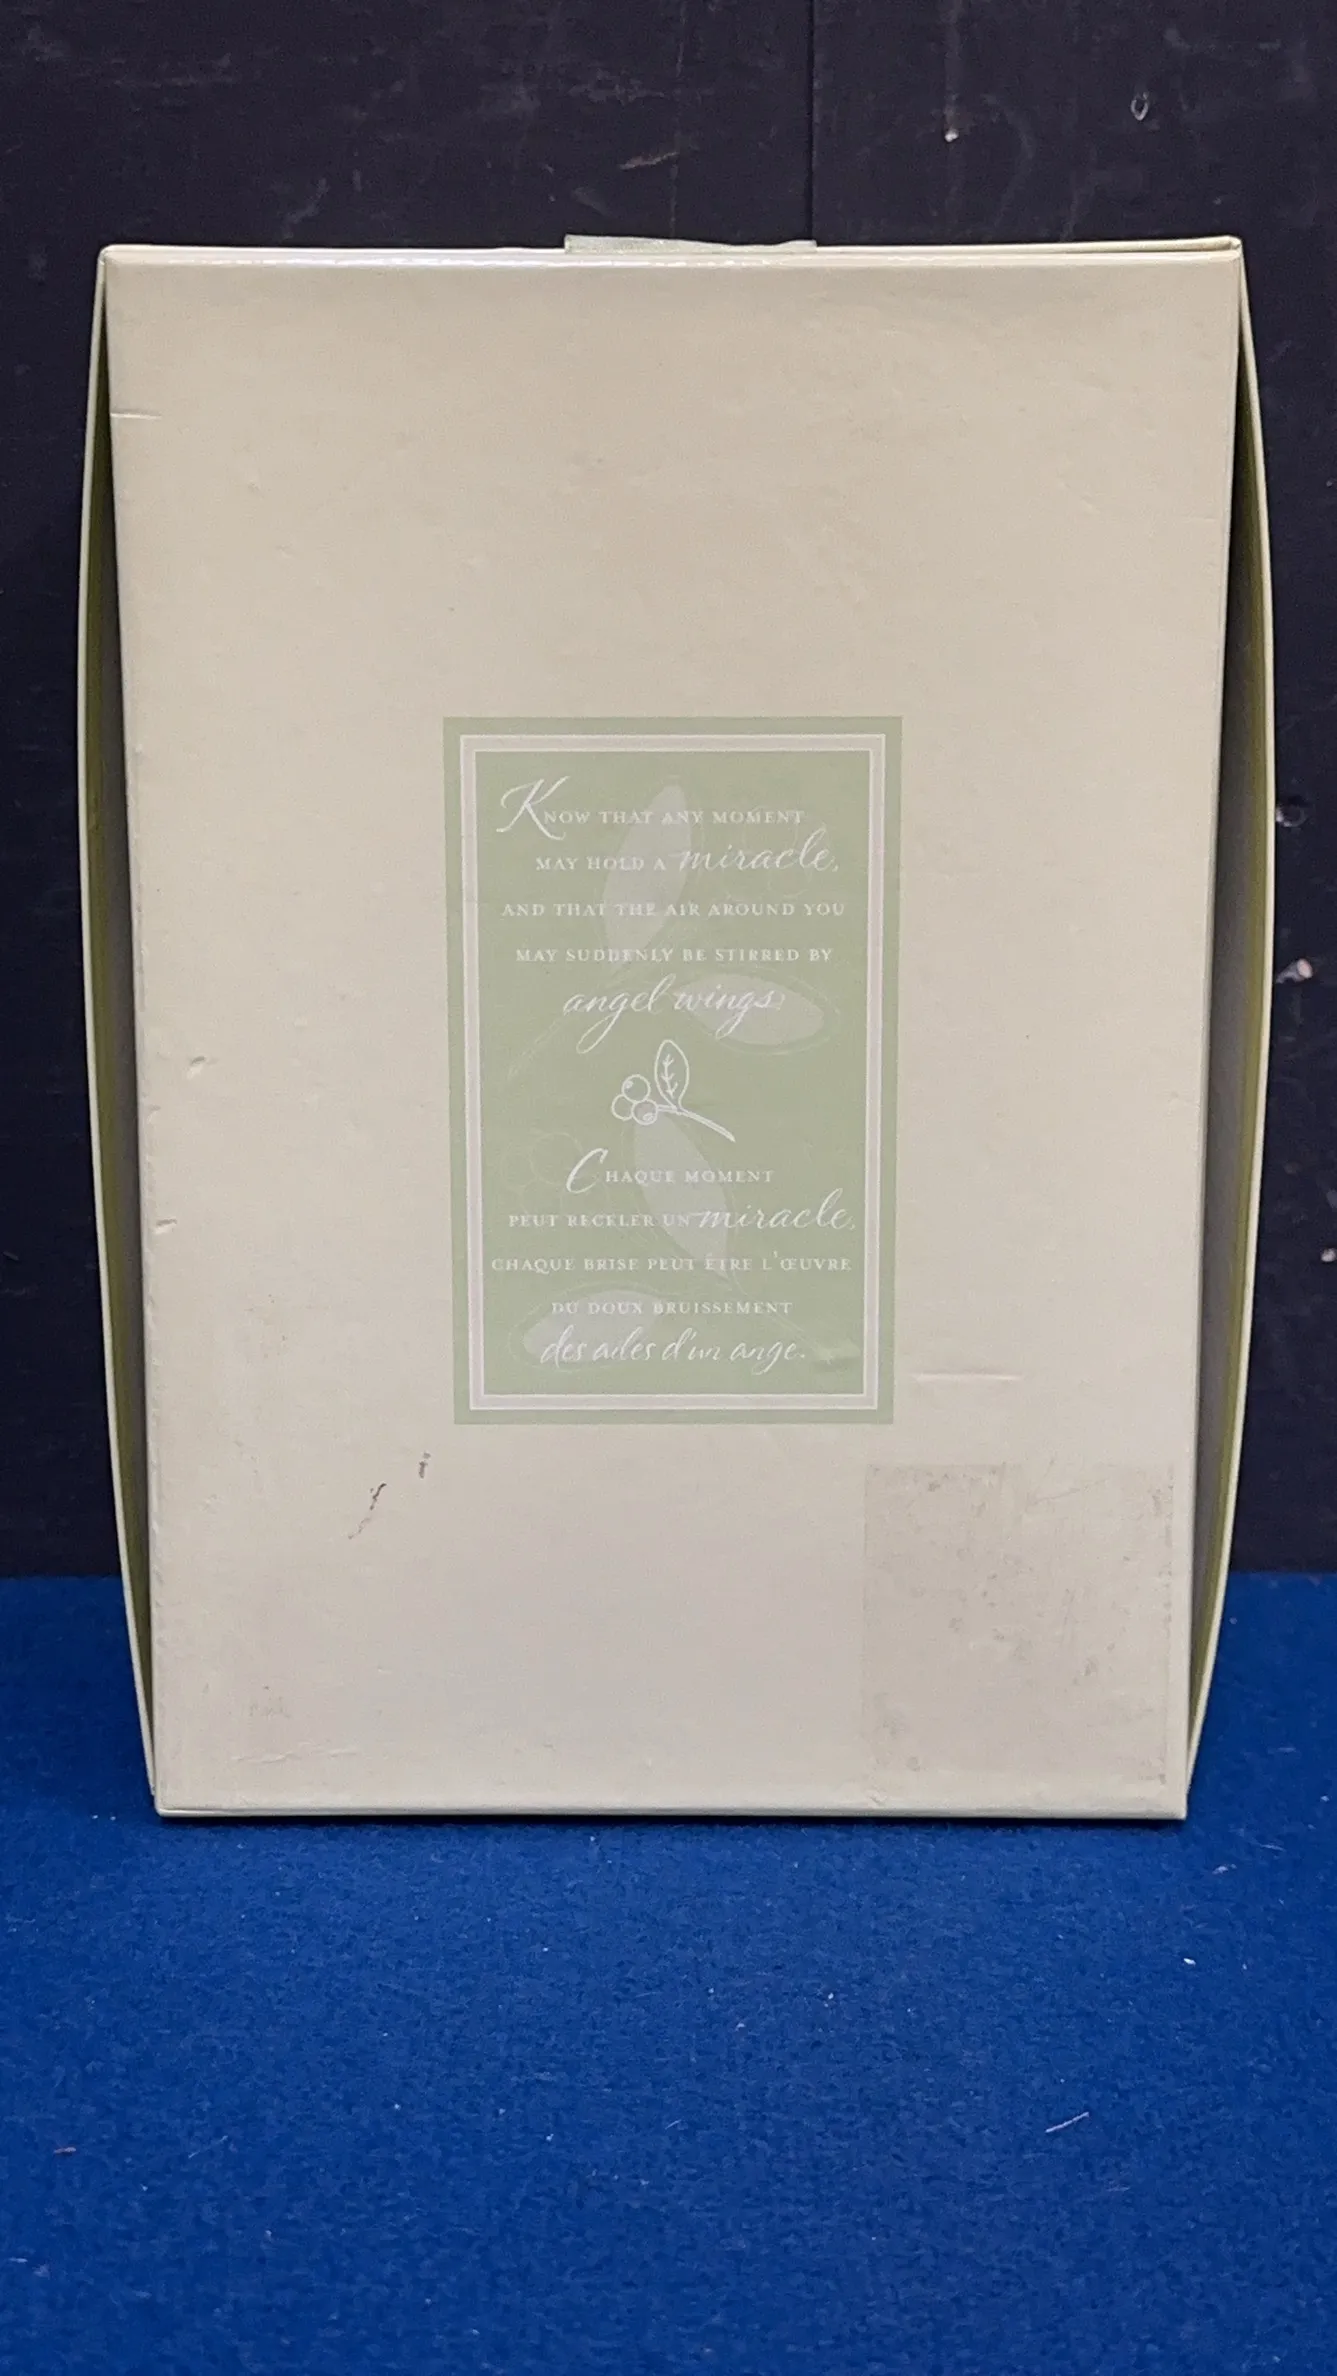 Know that any moment
may hold a miracle,
and that the air around you
may suddenly be stirred by
angel wings.
Chaque moment
peut recéler un miracle,
chaque brise peut être l'œuvre
du doux bruissement
des ailes d'un ange.